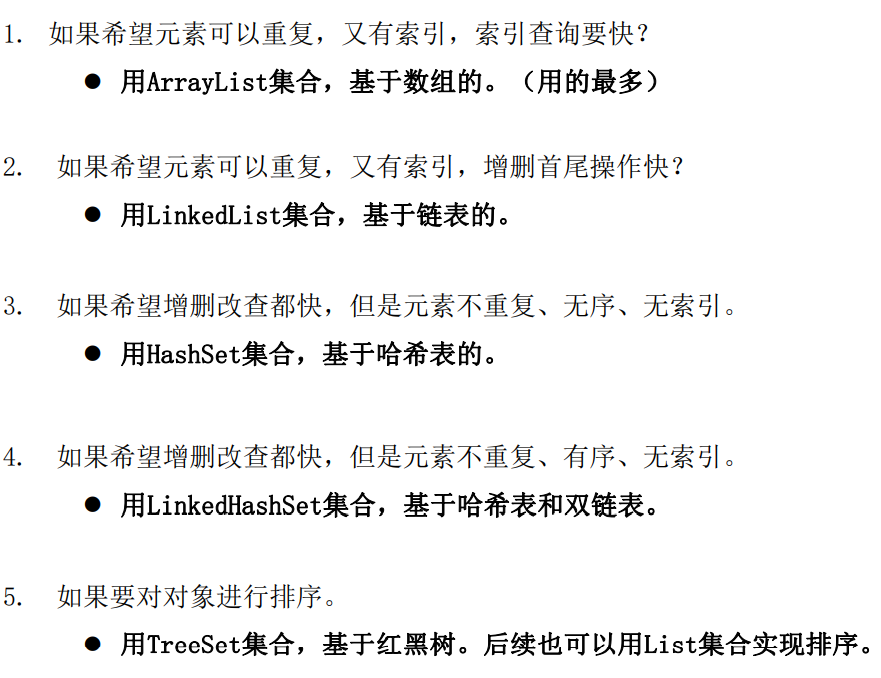 1. 如果希望元素可以重复，又有索引，索引查询要快？
● 用ArrayList集合，基于数组的。（用的最多）
2. 如果希望元素可以重复，又有索引，增删首尾操作快？
● 用LinkedList集合，基于链表的。
3. 如果希望增删改查都快，但是元素不重复、无序、无索引。
● 用HashSet集合，基于哈希表的。
4. 如果希望增删改查都快，但是元素不重复、有序、无索引。
● 用LinkedHashSet集合，基于哈希表和双链表。
5. 如果要对对象进行排序。
● 用TreeSet集合，基于红黑树。后续也可以用List集合实现排序。